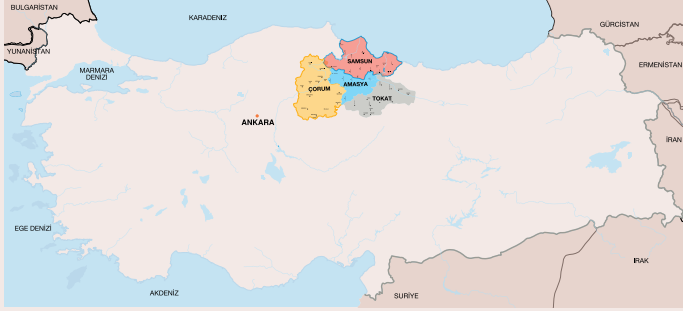 BULGARİSTAN
KARADENİZ
GÜRCİSTAN
YUNANİSTAN
ERMENİSTAN
SAMSUN
MARMARA
DENİZİ
AMASYA
ÇORUM
TOKAT
ANKARA
İRAN
EGE DENİZİ
IRAK
AKDENİZ
SURİYE